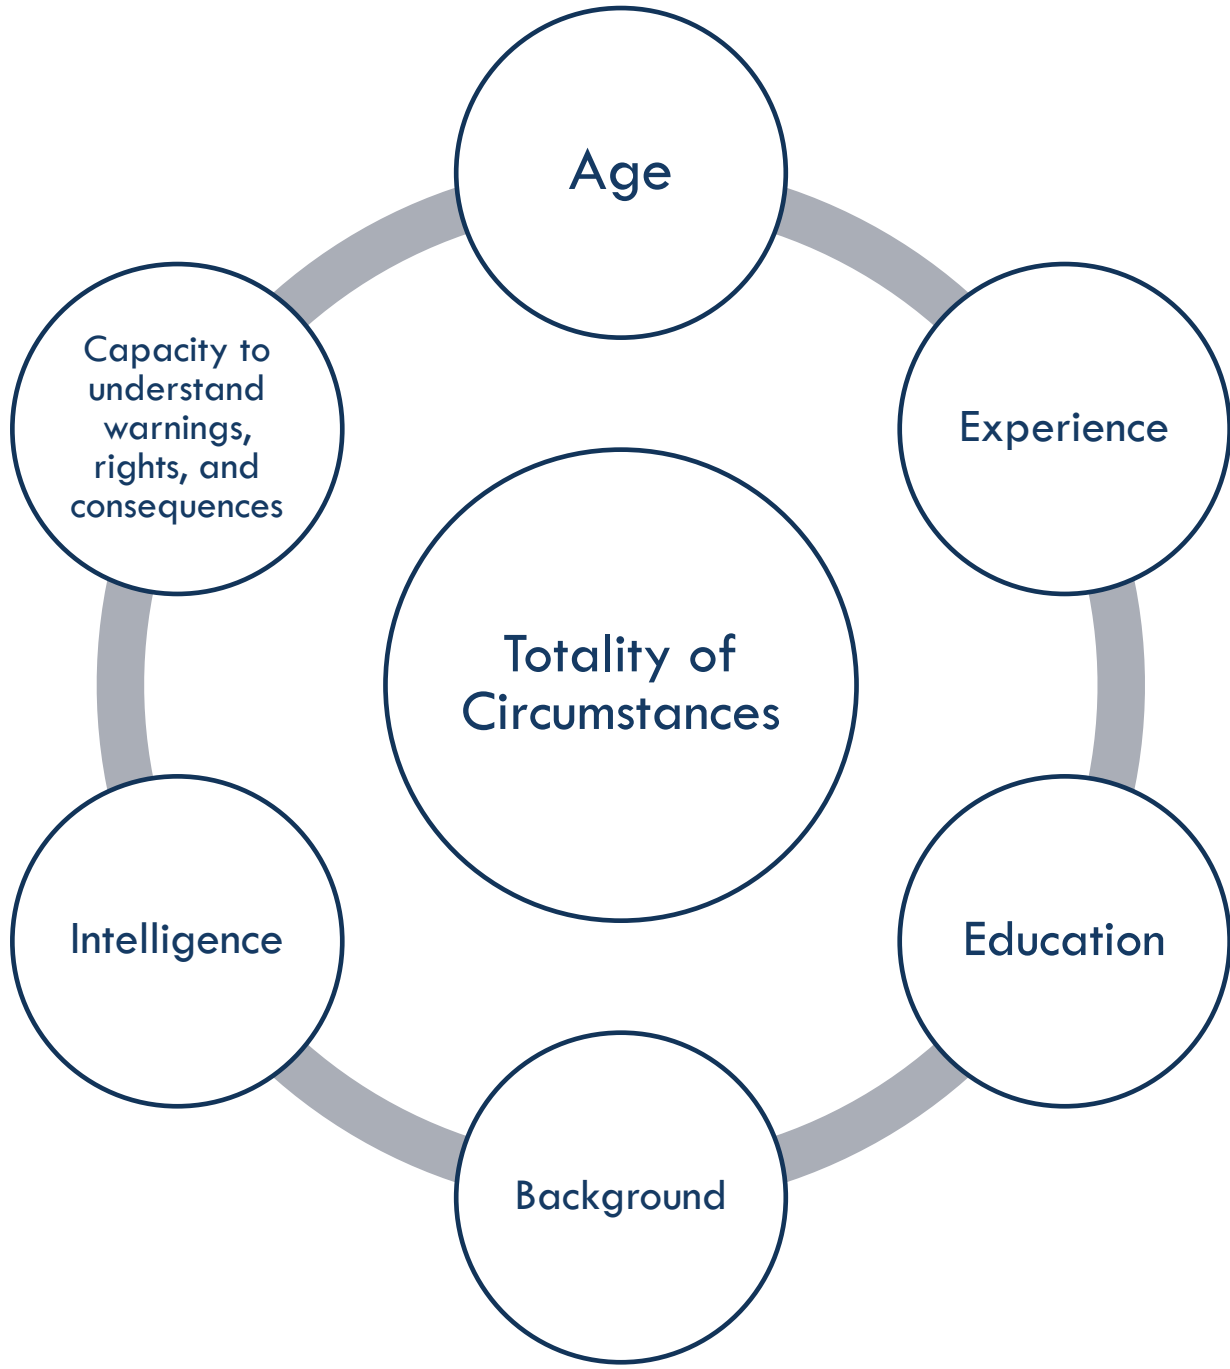 Age
Capacity to
understand
warnings,
rights, and
consequences
Experience
Totality of
Circumstances
Intelligence
Education
Background